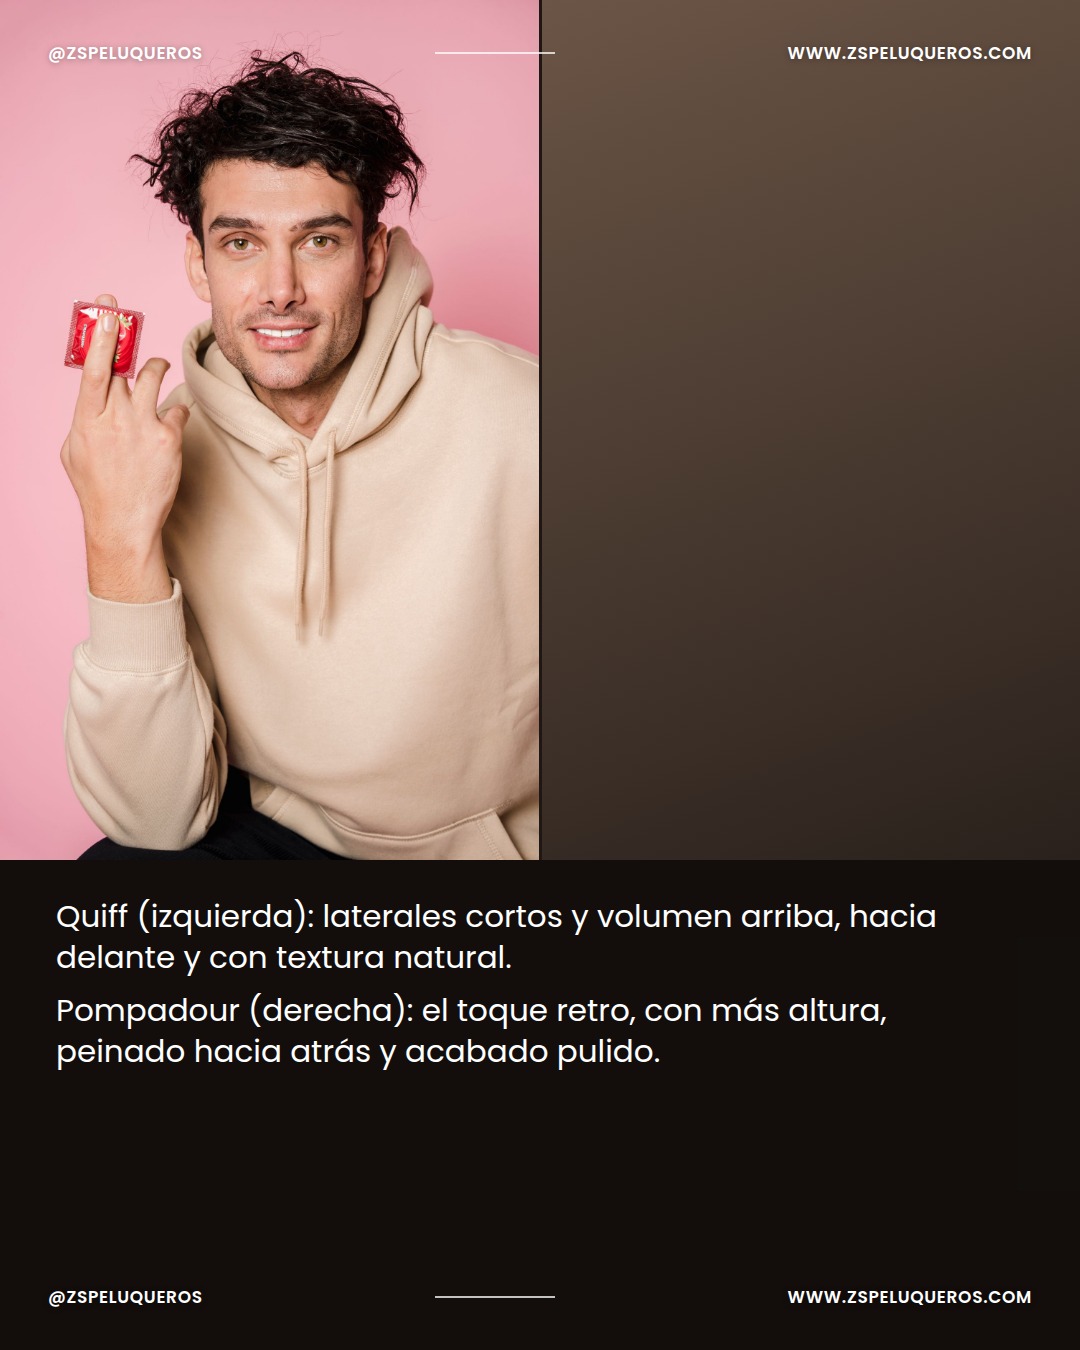 @ZSPELUQUEROS
WWW.ZSPELUQUEROS.COM
Quiff (izquierda): laterales cortos y volumen arriba, hacia
delante y con textura natural.
Pompadour (derecha): el toque retro, con más altura,
peinado hacia atrás y acabado pulido.
@ZSPELUQUEROS
WWW.ZSPELUQUEROS.COM